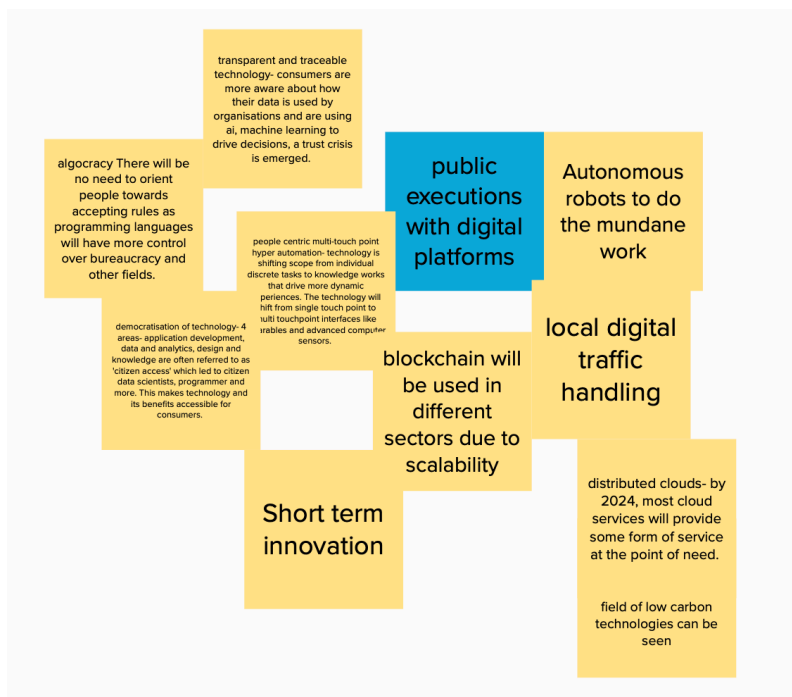 transparent and traceable
technology- consumers are
more aware about how
their data is used by
organisations and are using
ai, machine learning to
drive decisions, a trust crisis
is emerged.
algocracy There will be
no need to orient
people towards
accepting rules as
programming languages
will have more control
over bureaucracy and
other fields.
public
executions
with digital
platforms
Autonomous
robots to do
the mundane
work
people centric multi-touch point
hyper automation- technology is
shifting scope from individual
discrete tasks to knowledge works
that drive more dynamic
periences. The technology will
hift from single touch point to
multi touchpoint interfaces like
arables and advanced computer
sensors.
democratisation of technology- 4
areas- application development,
data and analytics, design and
knowledge are often referred to as
'citizen access' which led to citizen
data scientists, programmer and
more. This makes technology and
its benefits accessible for
consumers.
blockchain will
be used in
different
sectors due to
scalability
local digital
traffic
handling
Short term
innovation
distributed clouds- by
2024, most cloud
services will provide
some form of service
at the point of need.
field of low carbon
technologies can be
seen